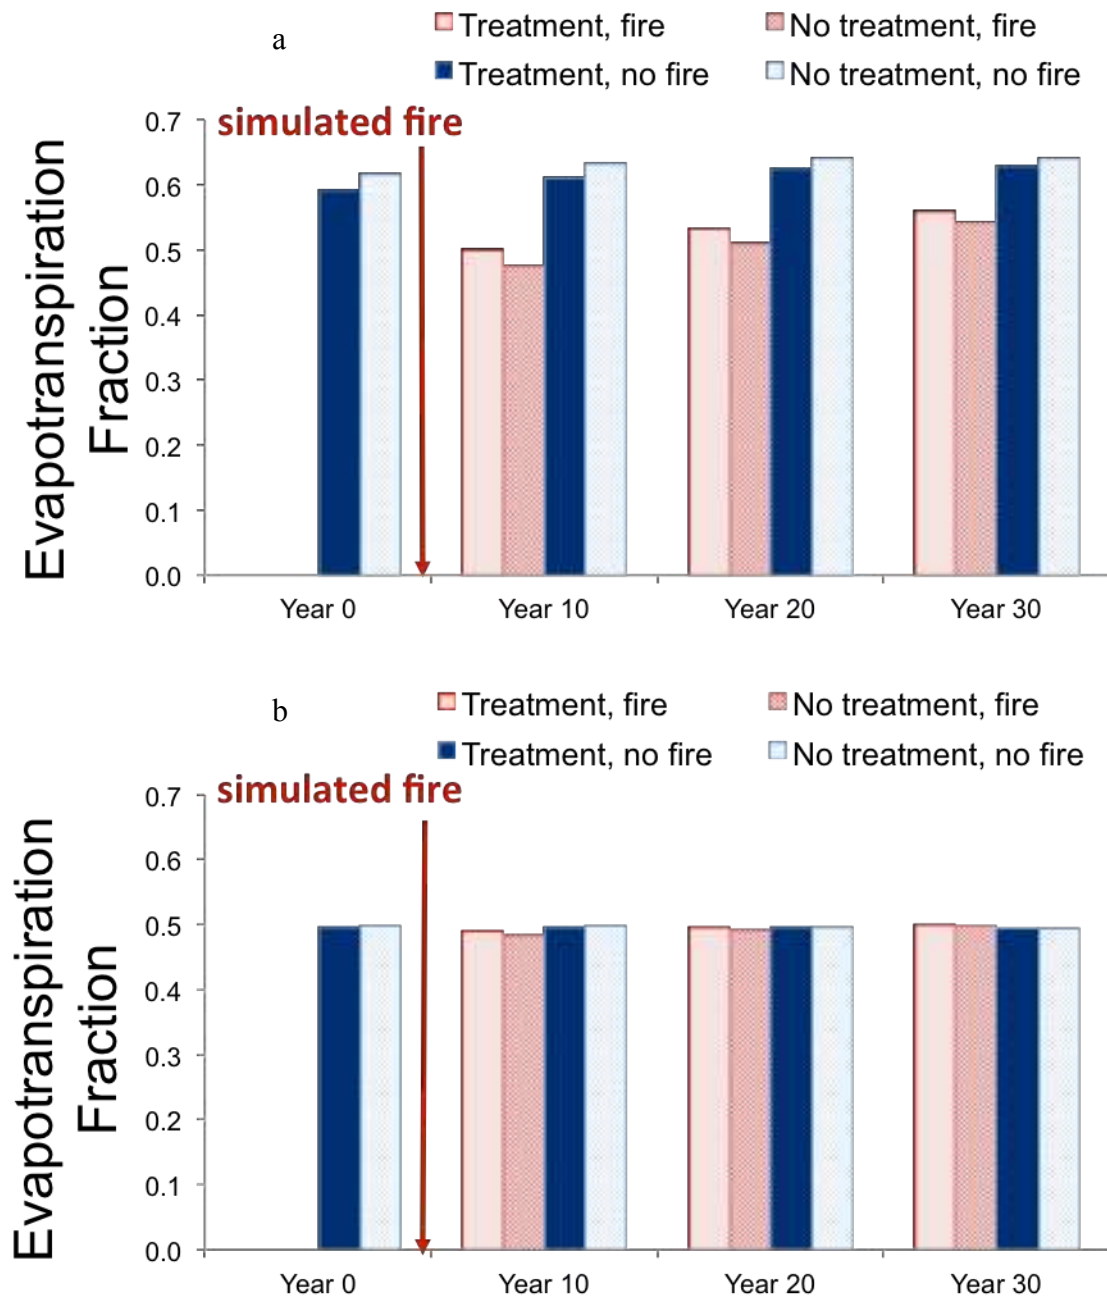 a
Treatment, fire
No treatment, fire
Treatment, no fire
No treatment, no fire
simulated fire
Evapotranspiration
Fraction
0.7
0.6
0.5
0.4
0.3
0.2
0.1
0.0
Year 0
Year 10
Year 20
Year 30
b
Treatment, fire
No treatment, fire
Treatment, no fire
No treatment, no fire
simulated fire
Evapotranspiration
Fraction
0.7
0.6
0.5
0.4
0.3
0.2
0.1
0.0
Year 0
Year 10
Year 20
Year 30